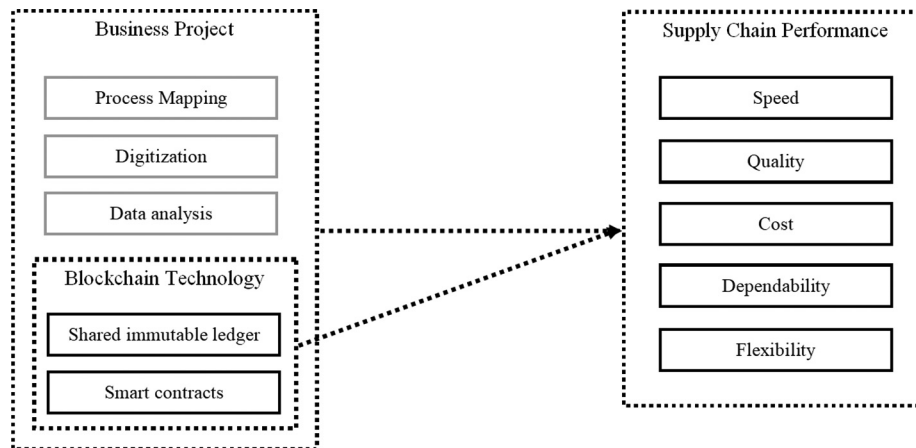 Business Project
Process Mapping
Digitization
Data analysis
Blockchain Technology
Shared immutable ledger
Smart contracts
Supply Chain Performance
Speed
Quality
Cost
Dependability
Flexibility